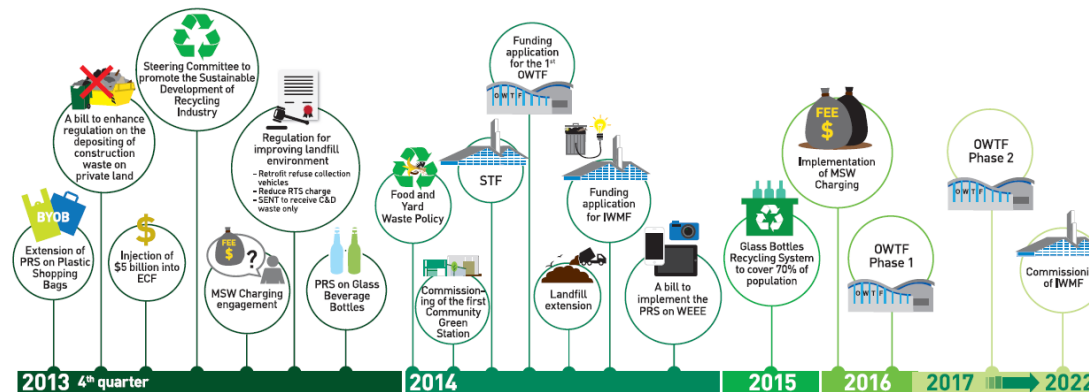 BYOB
Extension of
PRS on Plastic
Shopping
Bags
A bill to enhance
regulation on the
depositing of
construction
waste on
private land
$
Injection of
$5 billion into
ECF
Steering Committee to
promote the Sustainable
Development of
Recycling
Industry
FEE
$
?
MSW Charging
engagement
Regulation for
improving landfill
environment
- Retrofit refuse collection
vehicles
- Reduce RTS charge
- SENT to receive C&D
waste only
PRS on Glass
Beverage
Bottles
Food and
Yard
Waste Policy
Commission-
ing of the first
Community
Green
Station
STF
Funding
application
for the 1st
OWTF
OWTF
Landfill
extension
Funding
application
for IWMF
A bill to
implement the
PRS on WEEE
Glass Bottles
Recycling System
to cover 70% of
population
FEE
$
Implementation
of MSW
Charging
OWTF
Phase 1
OWTF
OWTF
Phase 2
OWTF
Commissioni
of IWMF
2013 4th quarter
2014
2015
2016
2017
2022